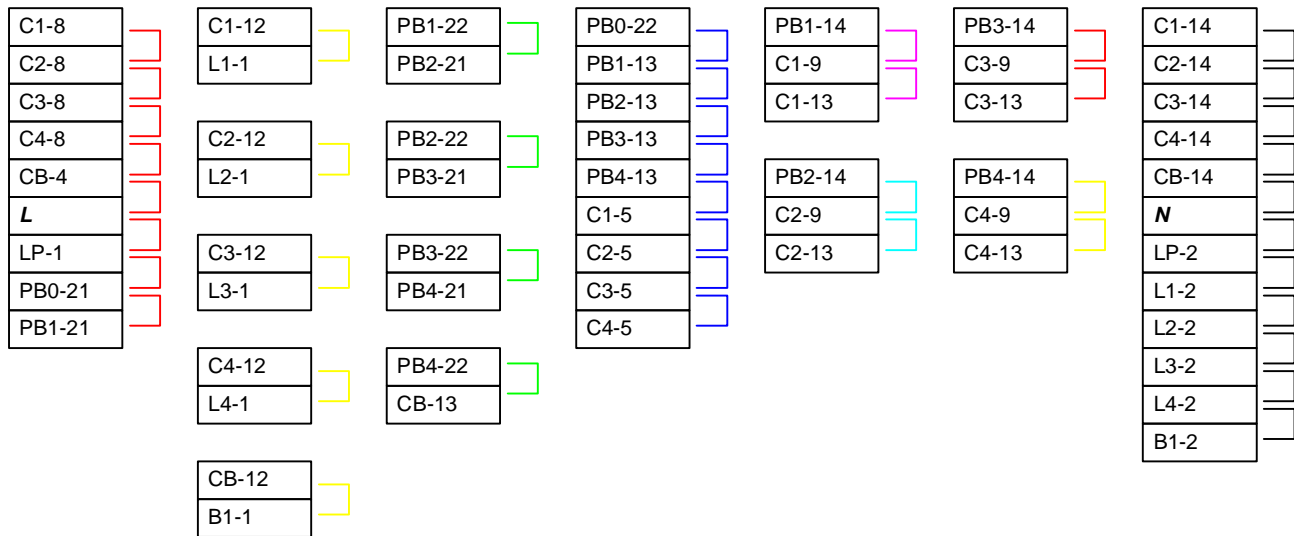 C1-8
C2-8
C3-8
C4-8
CB-4
L
LP-1
PB0-21
PB1-21
C1-12
L1-1
C2-12
L2-1
C3-12
L3-1
C4-12
L4-1
CB-12
B1-1
PB1-22
PB2-21
PB2-22
PB3-21
PB3-22
PB4-21
PB4-22
CB-13
PB0-22
PB1-13
PB2-13
PB3-13
PB4-13
C1-5
C2-5
C3-5
C4-5
PB1-14
C1-9
C1-13
PB2-14
C2-9
C2-13
PB3-14
C3-9
C3-13
PB4-14
C4-9
C4-13
C1-14
C2-14
C3-14
C4-14
CB-14
N
LP-2
L1-2
L2-2
L3-2
L4-2
B1-2